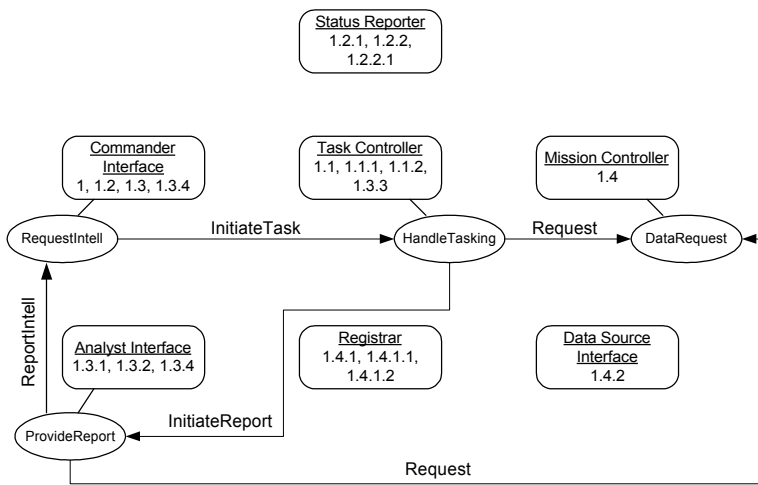 Status Reporter
1.2.1, 1.2.2,
1.2.2.1
Commander
Interface
1, 1.2, 1.3, 1.3.4
Task Controller
1.1, 1.1.1, 1.1.2,
1.3.3
Mission Controller
1.4
RequestIntell
InitiateTask
HandleTasking
Request
DataRequest
ReportIntell
Analyst Interface
1.3.1, 1.3.2, 1.3.4
Registrar
1.4.1, 1.4.1.1,
1.4.1.2
Data Source
Interface
1.4.2
InitiateReport
ProvideReport
Request